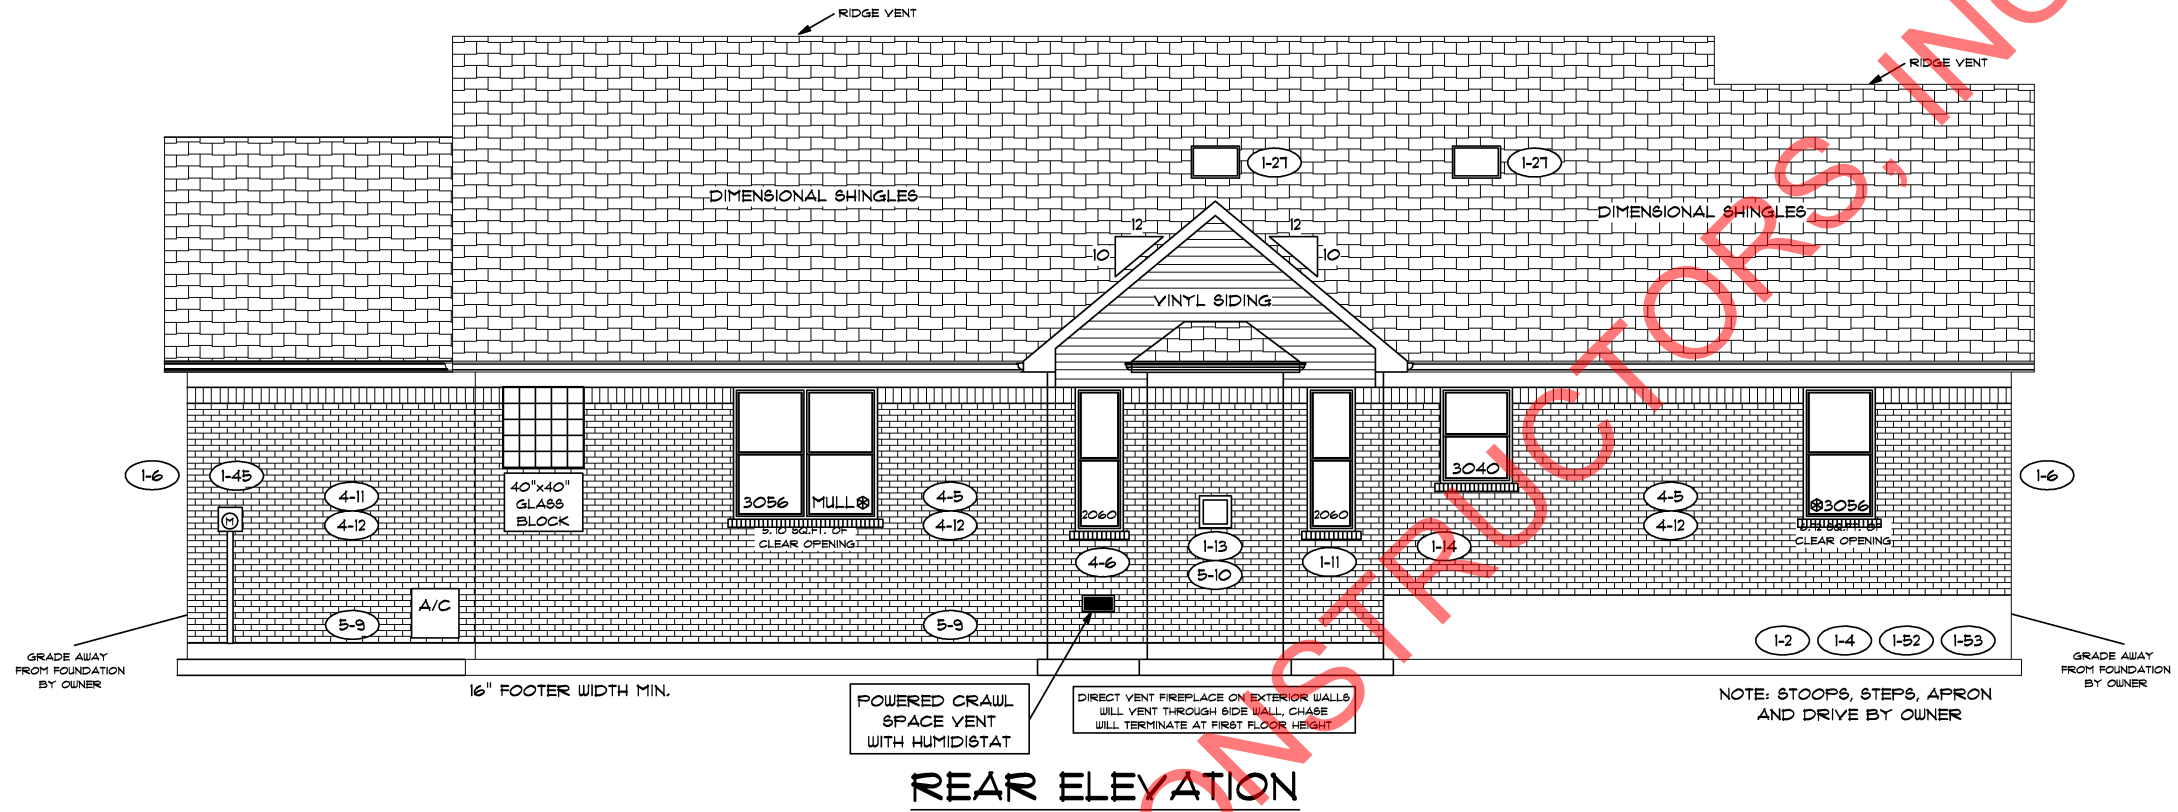 RIDGE VENT
RIDGE VENT
1-27
1-27
DIMENSIONAL SHINGLES
DIMENSIONAL SHINGLES
12
12
10
10
VINYL SIDING
1-6
1-45
4-11
4-12
M
40"x40"
GLASS
BLOCK
3056
MULL
CLEAR OPENING
4-5
4-12
2060
2060
3040
3056
CLEAR OPENING
4-5
4-12
1-6
4-6
1-13
5-10
1-11
1-14
A/C
5-9
5-9
1-2
1-4
1-52
1-53
GRADE AWAY
FROM FOUNDATION
BY OWNER
GRADE AWAY
FROM FOUNDATION
BY OWNER
16" FOOTER WIDTH MIN.
POWERED CRAWL
SPACE VENT
WITH HUMIDISTAT
DIRECT VENT FIREPLACE ON EXTERIOR WALLS
WILL VENT THROUGH SIDE WALL, CHASE
WILL TERMINATE AT FIRST FLOOR HEIGHT
NOTE: STOOPS, STEPS, APRON
AND DRIVE BY OWNER
REAR ELEVATION
ONSTRUCTORS, INC